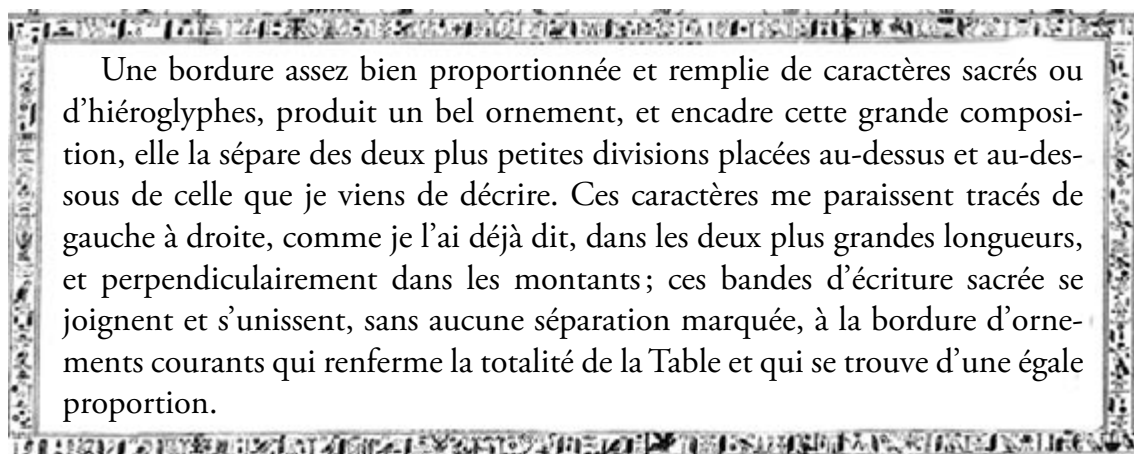 Une bordure assez bien proportionnée et remplie de caractères sacrés ou
d'hiéroglyphes, produit un bel ornement, et encadre cette grande composi-
tion, elle la sépare des deux plus petites divisions placées au-dessus et au-des-
sous de celle que je viens de décrire. Ces caractères me paraissent tracés de
gauche à droite, comme je l'ai déjà dit, dans les deux plus grandes longueurs,
et perpendiculairement dans les montants ; ces bandes d'écriture sacrée se
joignent et s'unissent, sans aucune séparation marquée, à la bordure d'orne-
ments courants qui renferme la totalité de la Table et qui se trouve d'une égale
proportion.